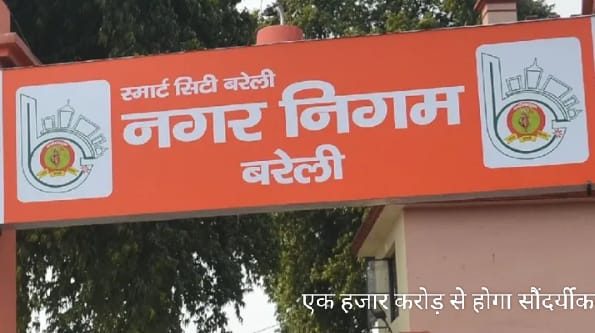 स्मार्ट सिटी बरेली
नगर निगम
बरेली
एक हजार करोड़ से होगा सौंदर्यीक